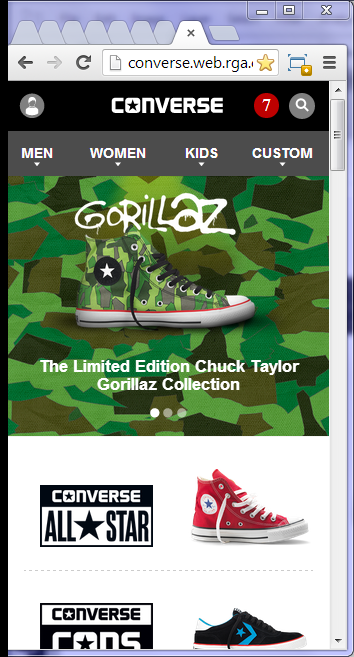 converse.web.rga.
CONVERSE
7
MEN WOMEN KIDS CUSTOM
GORILLAZ
The Limited Edition Chuck Taylor
Gorillaz Collection
CONVERSE
ALL★STAR
CONVERSE
CONS